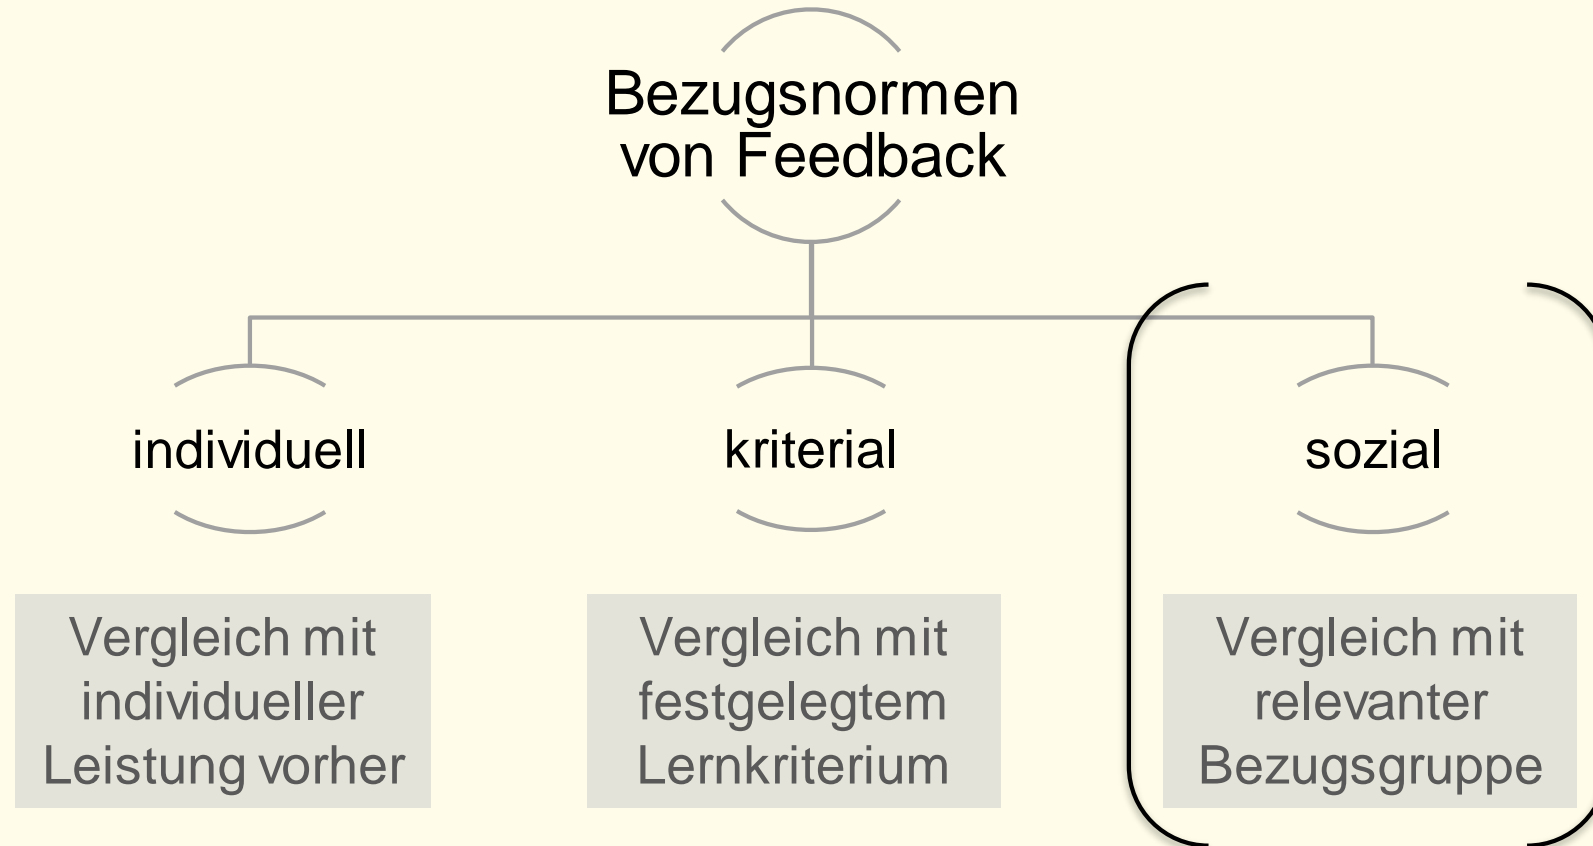 Bezugsnormen
von Feedback
individuell
kriterial
sozial
Vergleich mit
individueller
Leistung vorher
Vergleich mit
festgelegtem
Lernkriterium
Vergleich mit
relevanter
Bezugsgruppe